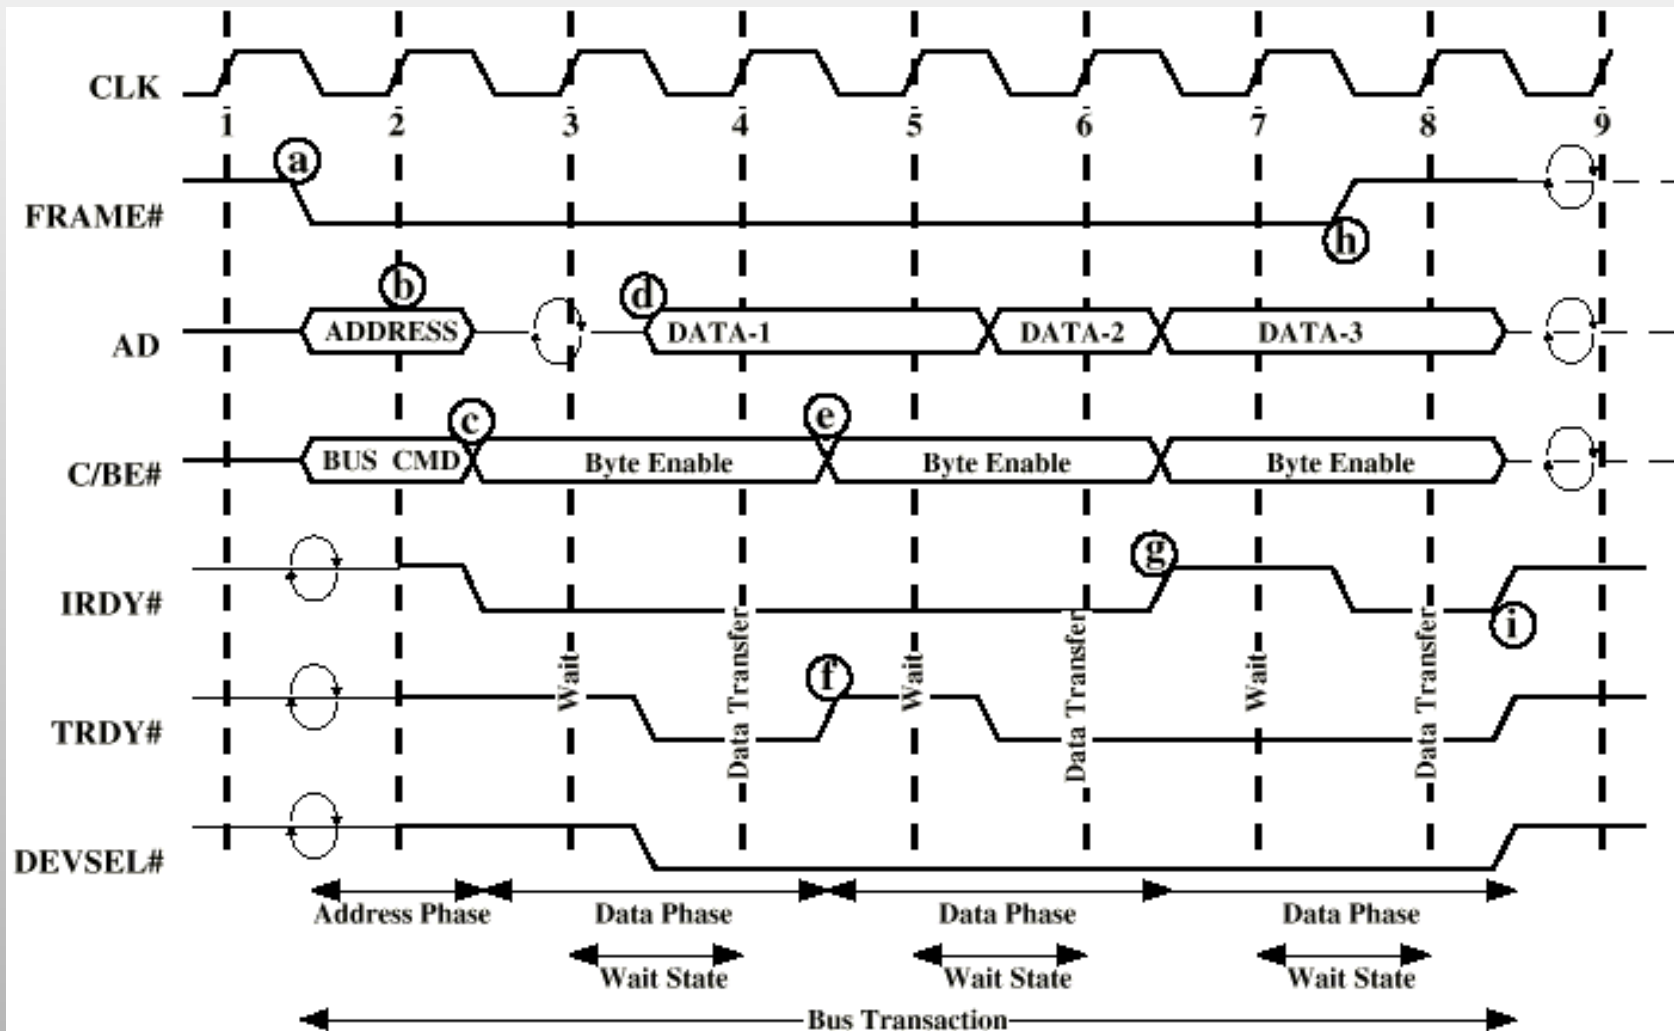 CLK
1 2 3 4 5 6 7 8 9
a
FRAME#
h
b
d
AD
ADDRESS DATA-1 DATA-2 DATA-3
c
e
C/BE#
BUS CMD Byte Enable Byte Enable Byte Enable
g
IRDY#
i
Wait
Data Transfer
Wait
Data Transfer
Wait
Data Transfer
f
TRDY#
DEVSEL#
Address Phase Data Phase Data Phase Data Phase
Wait State Wait State Wait State
Bus Transaction